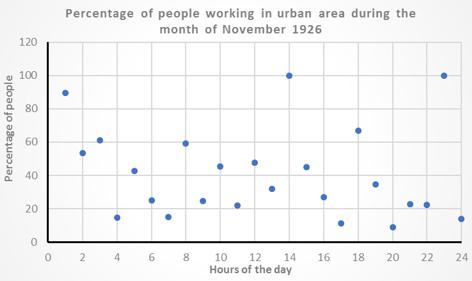 Percentage of people working in urban area during the
month of November 1926
120
100
80
60
40
20
0
Percentage of people
0 2 4 6 8 10 12 14 16 18 20 22 24
Hours of the day